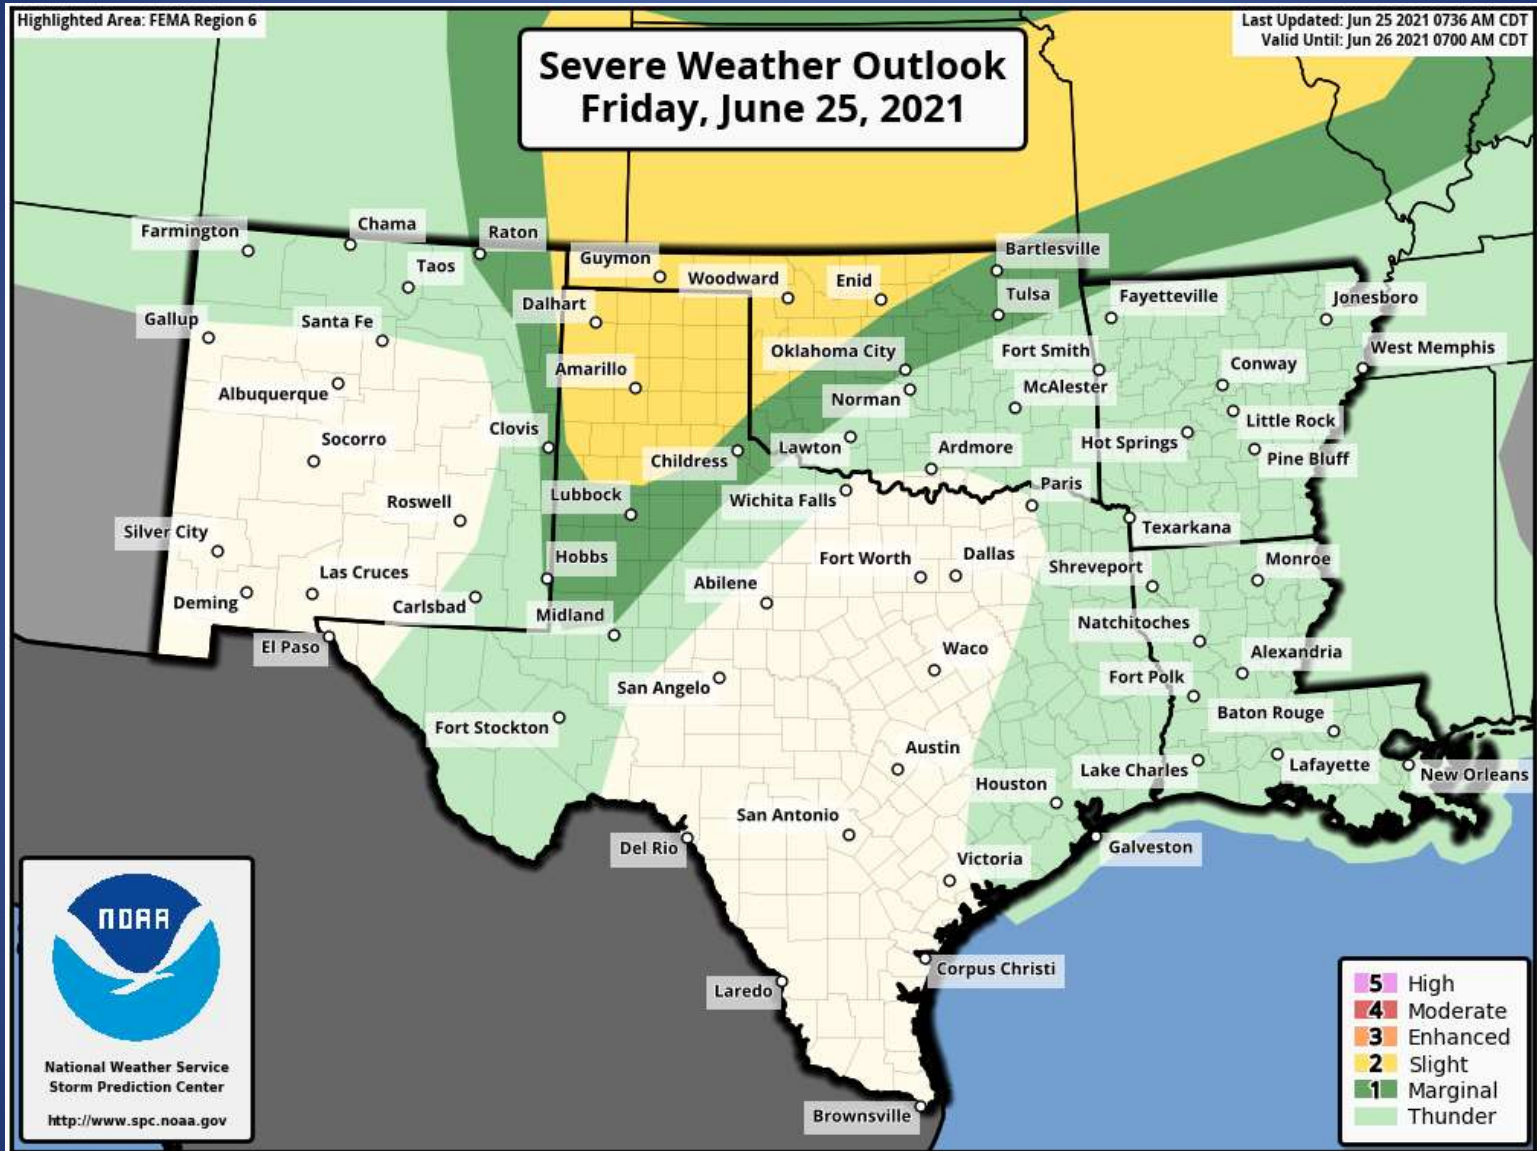 Highlighted Area: FEMA Region 6
Last Updated: Jun 25 2021 0736 AM CDT
Valid Until: Jun 26 2021 0700 AM CDT
Severe Weather Outlook
Friday, June 25, 2021
Farmington
Chama
Raton
Taos
Guymon
Woodward
Enid
Bartlesville
Dalhart
Tulsa
Fayetteville
Jonesboro
Gallup
Santa Fe
Oklahoma City
Fort Smith
West Memphis
Amarillo
Conway
Albuquerque
Norman
McAlester
Clovis
Little Rock
Socorro
Childress
Lawton
Ardmore
Hot Springs
Pine Bluff
Roswell
Lubbock
Wichita Falls
Paris
Texarkana
Silver City
Hobbs
Fort Worth
Dallas
Shreveport
Monroe
Las Cruces
Abilene
Deming
Carlsbad
Midland
Natchitoches
El Paso
Waco
Alexandria
San Angelo
Fort Polk
Fort Stockton
Baton Rouge
Austin
Lake Charles
Lafayette
New Orleans
Houston
San Antonio
Del Rio
Victoria
Galveston
Corpus Christi
Laredo
Brownsville
NOAA
National Weather Service
Storm Prediction Center
http://www.spc.noaa.gov
5 High
4 Moderate
3 Enhanced
2 Slight
1 Marginal
Thunder